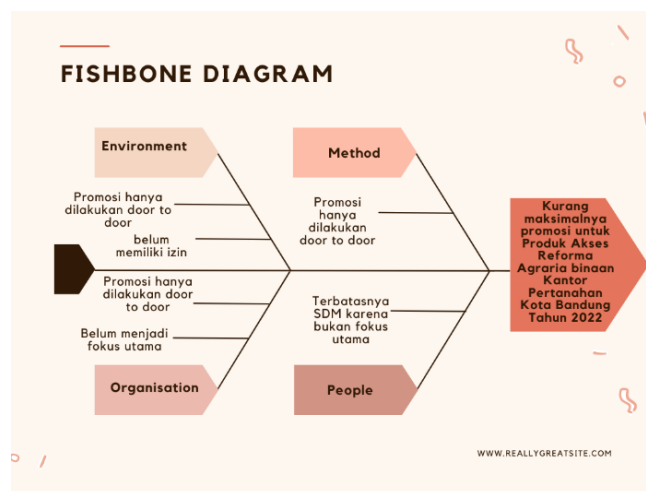 FISHBONE DIAGRAM
Environment
Method
Promosi hanya
dilakukan door to
door
belum
memiliki izin
Promosi
hanya
dilakukan
door to door
Kurang
maksimalnya
promosi untuk
Produk Akses
Reforma
Agraria binaan
Kantor
Pertanahan
Kota Bandung
Tahun 2022
Promosi hanya
dilakukan door
to door
Belum menjadi
fokus utama
Terbatasnya
SDM karena
bukan fokus
utama
Organisation
People
WWW.REALLYGREATSITE.COM